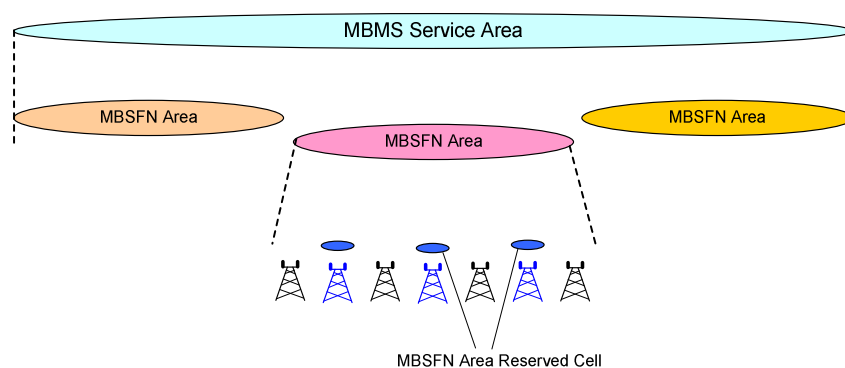 MBMS Service Area
MBSFN Area
MBSFN Area
MBSFN Area
MBSFN Area Reserved Cell